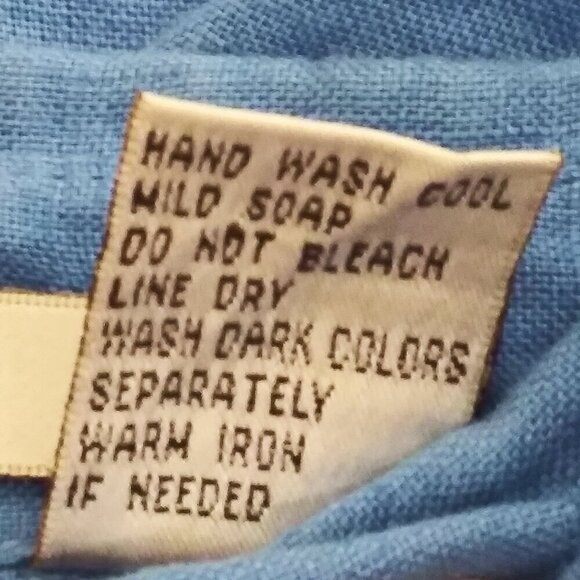 HAND WASH COOL
MILD SOAP
DO NOT BLEACH
LINE DRY
WASH DARK COLORS
SEPARATELY
WARM IRON
IF NEEDED